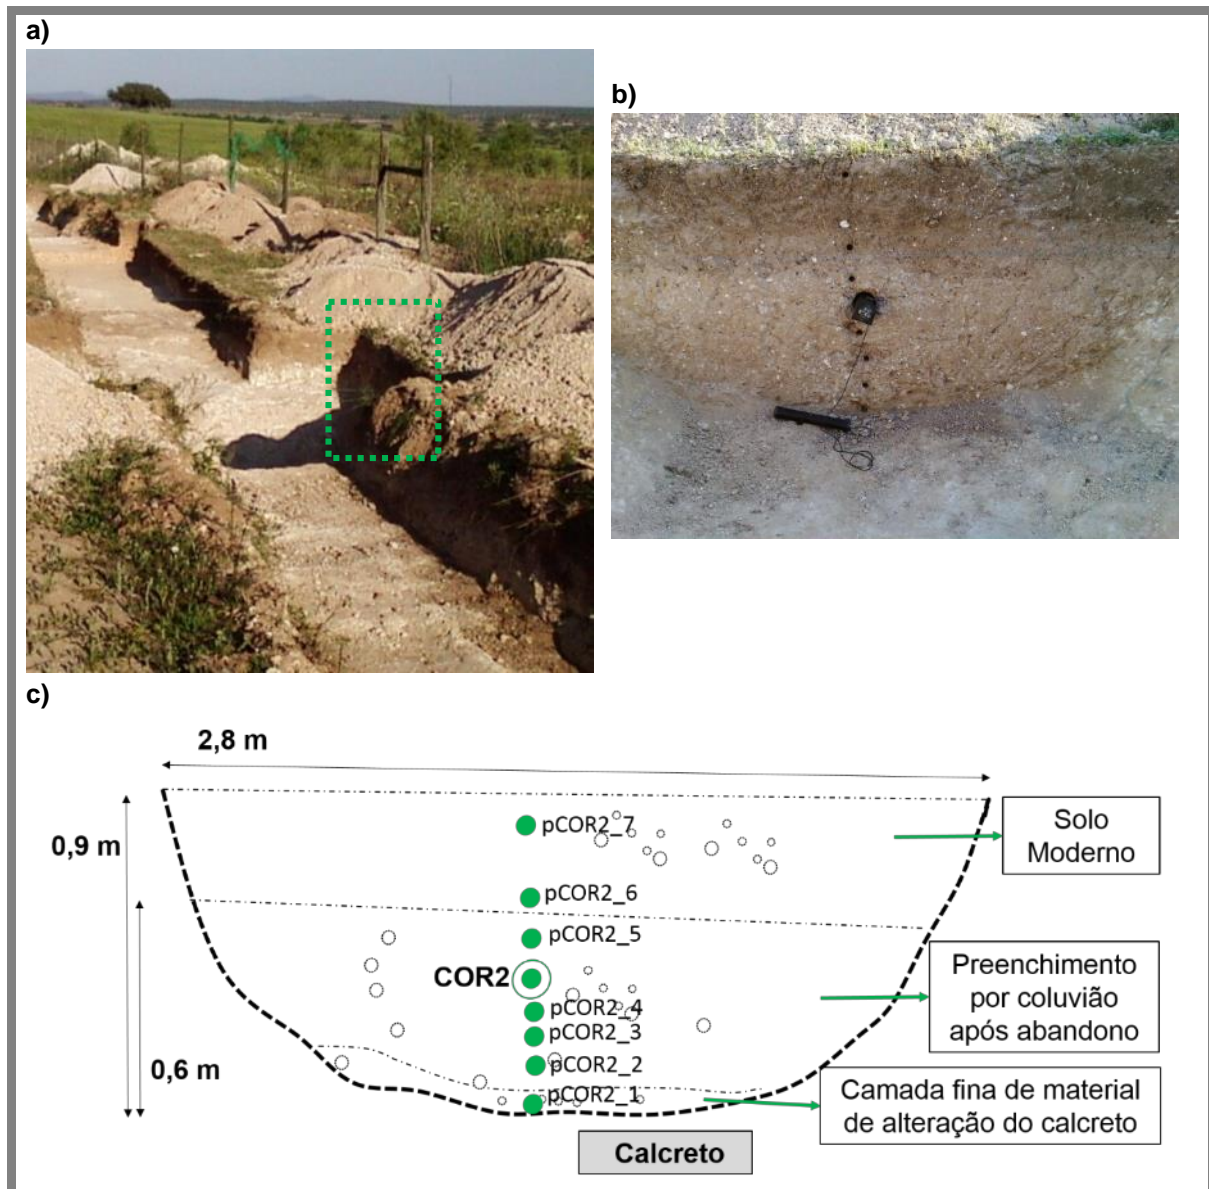 a)
b)
c)
2,8 m
0,9 m
0,6 m
pCOR2_7
pCOR2_6
pCOR2_5
COR2
pCOR2_4
pCOR2_3
pCOR2_2
pCOR2_1
Solo
Moderno
Preenchimento
por coluvião
após abandono
Camada fina de material
de alteração do calcreto
Calcreto